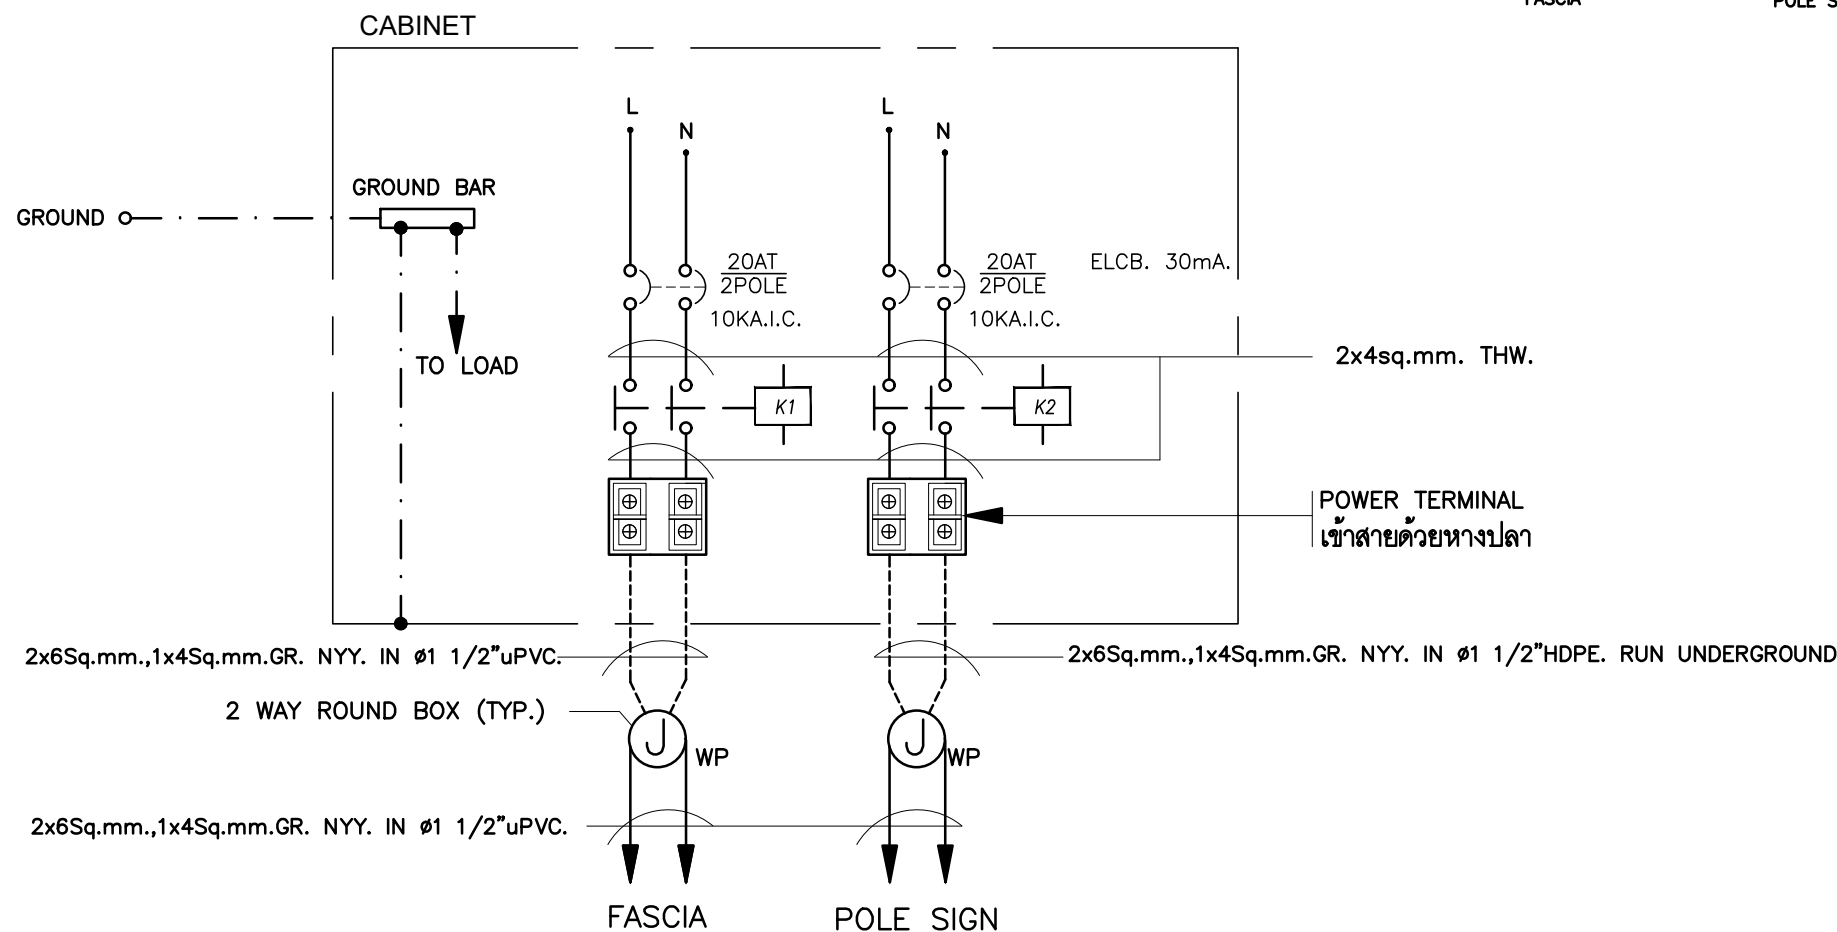 FASCIA
POLE S
CABINET
L
N
L
N
GROUND BAR
GROUND
20AT
2POLE
10KA.I.C.
20AT
2POLE
10KA.I.C.
ELCB. 30mA.
TO LOAD
2x4sq.mm. THW.
K1
K2
POWER TERMINAL
เข้าสายด้วยหางปลา
2x6Sq.mm.,1x4Sq.mm.GR. NYY. IN ø1 1/2"uPVC.
2x6Sq.mm.,1x4Sq.mm.GR. NYY. IN ø1 1/2"HDPE. RUN UNDERGROUND
2 WAY ROUND BOX (TYP.)
J
WP
J
WP
2x6Sq.mm.,1x4Sq.mm.GR. NYY. IN ø1 1/2"uPVC.
FASCIA
POLE SIGN